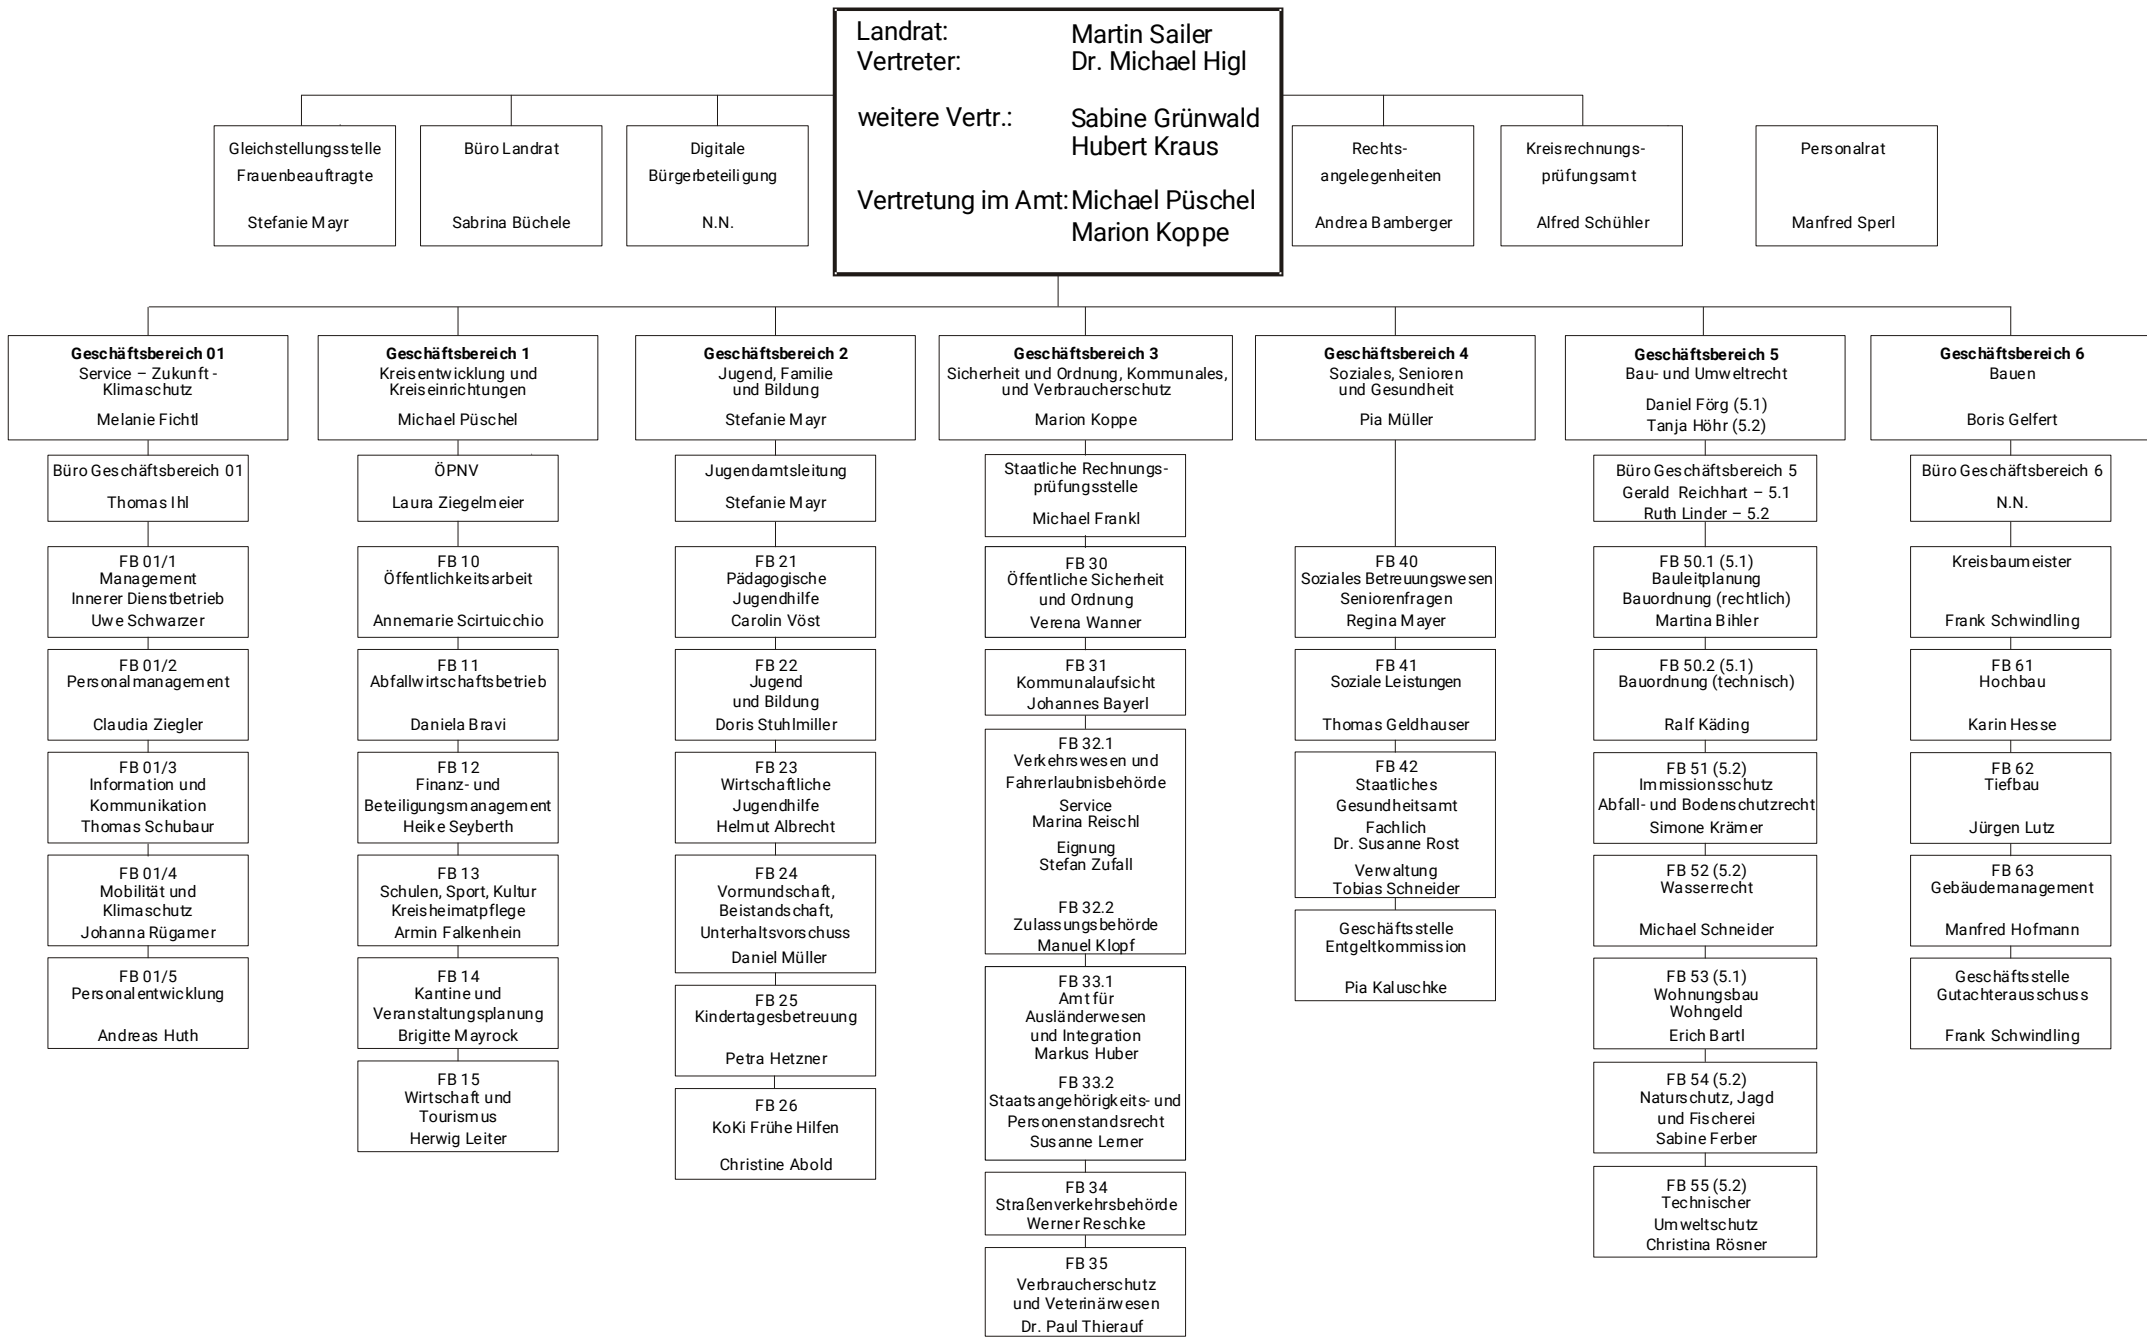 Landrat: Martin Sailer
Vertreter: Dr. Michael Higl
weitere Vertr.: Sabine Grünwald
Hubert Kraus
Vertretung im Amt: Michael Püschel
Marion Koppe
Gleichstellungsstelle
Frauenbeauftragte
Stefanie Mayr
Büro Landrat
Sabrina Büchele
Digitale
Bürgerbeteiligung
N.N.
Rechts-
angelegenheiten
Andrea Bamberger
Kreisrechnungs-
prüfungsamt
Alfred Schühler
Personalrat
Manfred Sperl
Geschäftsbereich 01
Service – Zukunft -
Klimaschutz
Melanie Fichtl
Büro Geschäftsbereich 01
Thomas Ihl
FB 01/1
Management
Innerer Dienstbetrieb
Uwe Schwarzer
FB 01/2
Personalmanagement
Claudia Ziegler
FB 01/3
Information und
Kommunikation
Thomas Schubaur
FB 01/4
Mobilität und
Klimaschutz
Johanna Rügamer
FB 01/5
Personalentwicklung
Andreas Huth
Geschäftsbereich 1
Kreisentwicklung und
Kreiseinrichtungen
Michael Püschel
ÖPNV
Laura Ziegelmeier
FB 10
Öffentlichkeitsarbeit
Annemarie Scirtuicchio
FB 11
Abfallwirtschaftsbetrieb
Daniela Bravi
FB 12
Finanz- und
Beteiligungsmanagement
Heike Seyberth
FB 13
Schulen, Sport, Kultur
Kreisheimatpflege
Armin Falkenhein
FB 14
Kantine und
Veranstaltungsplanung
Brigitte Mayrock
FB 15
Wirtschaft und
Tourismus
Herwig Leiter
Geschäftsbereich 2
Jugend, Familie
und Bildung
Stefanie Mayr
Jugendamtsleitung
Stefanie Mayr
FB 21
Pädagogische
Jugendhilfe
Carolin Vöst
FB 22
Jugend
und Bildung
Doris Stuhlmiller
FB 23
Wirtschaftliche
Jugendhilfe
Helmut Albrecht
FB 24
Vormundschaft,
Beistandschaft,
Unterhaltsvorschuss
Daniel Müller
FB 25
Kindertagesbetreuung
Petra Hetzner
FB 26
KoKi Frühe Hilfen
Christine Abold
Geschäftsbereich 3
Sicherheit und Ordnung, Kommunales,
und Verbraucherschutz
Marion Koppe
Staatliche Rechnungs-
prüfungsstelle
Michael Frankl
FB 30
Öffentliche Sicherheit
und Ordnung
Verena Wanner
FB 31
Kommunalaufsicht
Johannes Bayerl
FB 32.1
Verkehrswesen und
Fahrerlaubnisbehörde
Service
Marina Reischl
Eignung
Stefan Zufall
FB 32.2
Zulassungsbehörde
Manuel Klopf
FB 33.1
Amt für
Ausländerwesen
und Integration
Markus Huber
FB 33.2
Staatsangehörigkeits- und
Personenstandsrecht
Susanne Lerner
FB 34
Straßenverkehrsbehörde
Werner Reschke
FB 35
Verbraucherschutz
und Veterinärwesen
Dr. Paul Thierauf
Geschäftsbereich 4
Soziales, Senioren
und Gesundheit
Pia Müller
FB 40
Soziales Betreuungswesen
Seniorenfragen
Regina Mayer
FB 41
Soziale Leistungen
Thomas Geldhauser
FB 42
Staatliches
Gesundheitsamt
Fachlich
Dr. Susanne Rost
Verwaltung
Tobias Schneider
Geschäftsstelle
Entgeltkommission
Pia Kaluschke
Geschäftsbereich 5
Bau- und Umweltrecht
Daniel Förg (5.1)
Tanja Höhr (5.2)
Büro Geschäftsbereich 5
Gerald Reichhart – 5.1
Ruth Linder – 5.2
FB 50.1 (5.1)
Bauleitplanung
Bauordnung (rechtlich)
Martina Bihler
FB 50.2 (5.1)
Bauordnung (technisch)
Ralf Käding
FB 51 (5.2)
Immissionsschutz
Abfall- und Bodenschutzrecht
Simone Krämer
FB 52 (5.2)
Wasserrecht
Michael Schneider
FB 53 (5.1)
Wohnungsbau
Wohngeld
Erich Bartl
FB 54 (5.2)
Naturschutz, Jagd
und Fischerei
Sabine Ferber
FB 55 (5.2)
Technischer
Umweltschutz
Christina Rösner
Geschäftsbereich 6
Bauen
Boris Gelfert
Büro Geschäftsbereich 6
N.N.
Kreisbaumeister
Frank Schwindling
FB 61
Hochbau
Karin Hesse
FB 62
Tiefbau
Jürgen Lutz
FB 63
Gebäudemanagement
Manfred Hofmann
Geschäftsstelle
Gutachterausschuss
Frank Schwindling